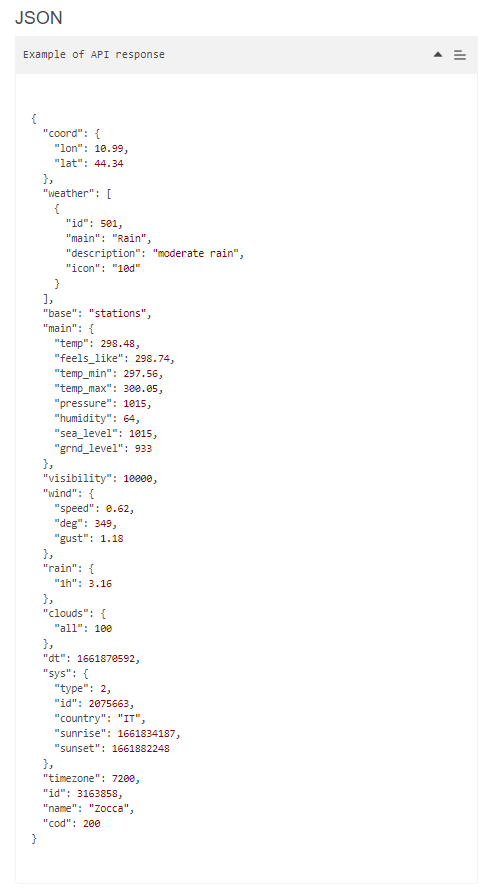 JSON
Example of API response
{
  "coord": {
    "lon": 10.99,
    "lat": 44.34
  },
  "weather": [
    {
      "id": 501,
      "main": "Rain",
      "description": "moderate rain",
      "icon": "10d"
    }
  ],
  "base": "stations",
  "main": {
    "temp": 298.48,
    "feels_like": 298.74,
    "temp_min": 297.56,
    "temp_max": 300.05,
    "pressure": 1015,
    "humidity": 64,
    "sea_level": 1015,
    "grnd_level": 933
  },
  "visibility": 10000,
  "wind": {
    "speed": 0.62,
    "deg": 349,
    "gust": 1.18
  },
  "rain": {
    "1h": 3.16
  },
  "clouds": {
    "all": 100
  },
  "dt": 1661870592,
  "sys": {
    "type": 2,
    "id": 2075663,
    "country": "IT",
    "sunrise": 1661834187,
    "sunset": 1661882248
  },
  "timezone": 7200,
  "id": 3163858,
  "name": "Zocca",
  "cod": 200
}